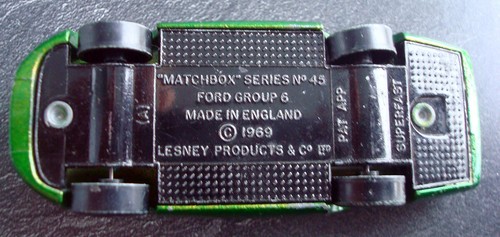 "MATCHBOX" SERIES Nº 45
FORD GROUP 6
MADE IN ENGLAND
© 1969
LESNEY PRODUCTS & Cº LTD
(A)
PAT APP
SUPERFAST